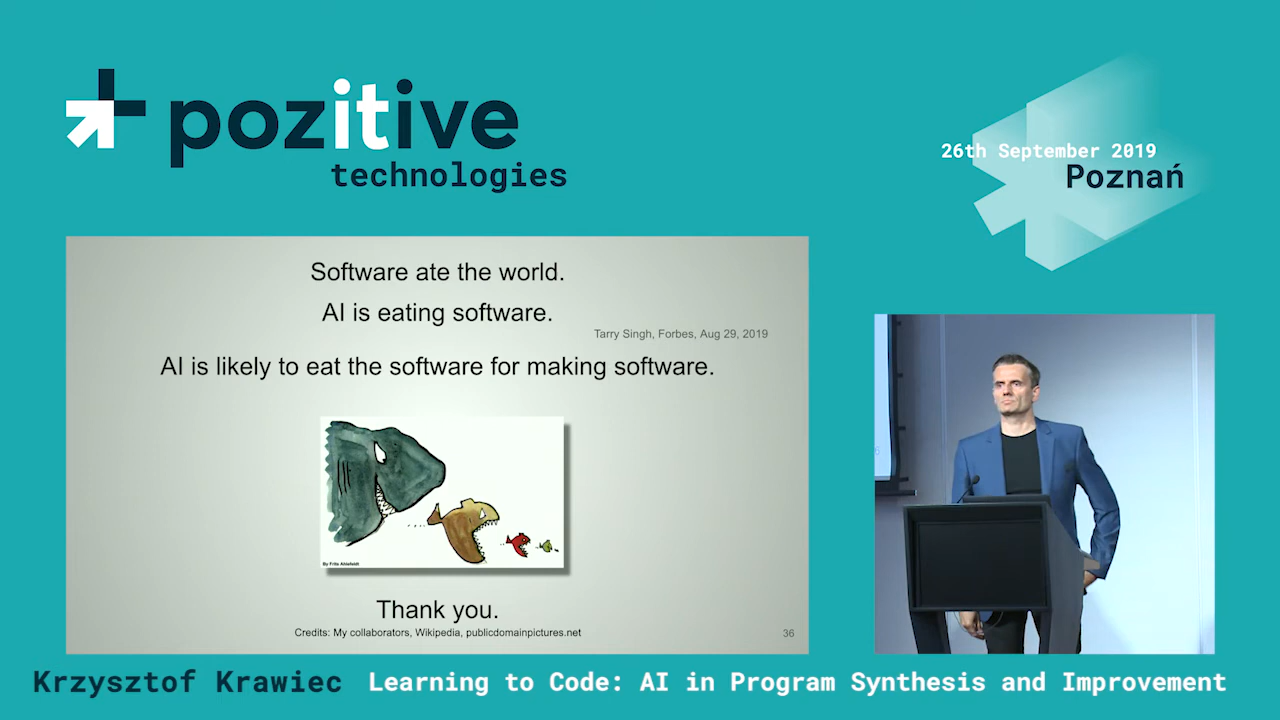 pozitive
technologies
26th September 2019
Poznań
Software ate the world.
AI is eating software.
Tarry Singh, Forbes, Aug 29, 2019
AI is likely to eat the software for making software.
By Frits Ahlefeldt
Thank you.
Credits: My collaborators, Wikipedia, publicdomainpictures.net
36
6
Krzysztof Krawiec
Learning to Code: AI in Program Synthesis and Improvement